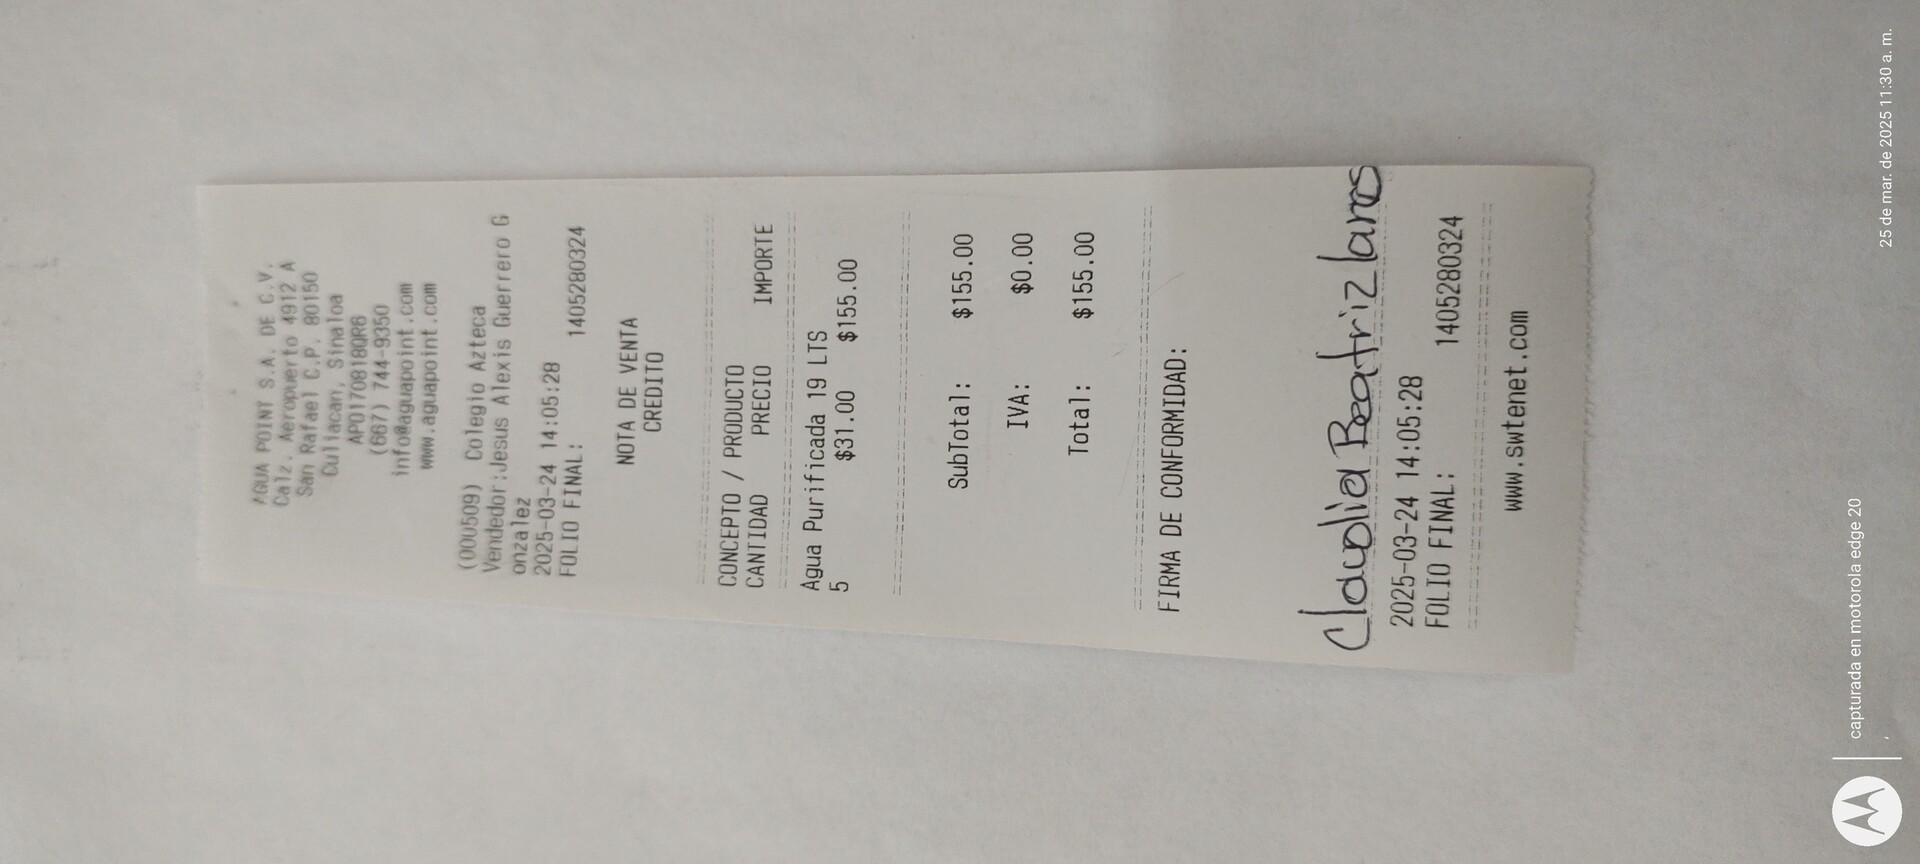 AGUA POINT S.A. DE C.V.
Calz. Aeropuerto 4912 A
San Rafael C.P. 80150
Culiacan, Sinaloa
APO170818QR6
(667) 744-9350
info@aguapoint.com
www.aguapoint.com
(000509) Colegio Azteca
Vendedor:Jesus Alexis Guerrero G
onzalez
2025-03-24 14:05:28
FOLIO FINAL: 1405280324
NOTA DE VENTA
CREDITO
CONCEPTO / PRODUCTO
CANTIDAD PRECIO IMPORTE
Agua Purificada 19 LTS
5 $31.00 $155.00
SubTotal: $155.00
IVA: $0.00
Total: $155.00
FIRMA DE CONFORMIDAD:
Claudia Beatriz lares
2025-03-24 14:05:28
FOLIO FINAL: 1405280324
www.swtenet.com
capturada en motorola edge 20
25 de mar. de 2025 11:30 a. m.